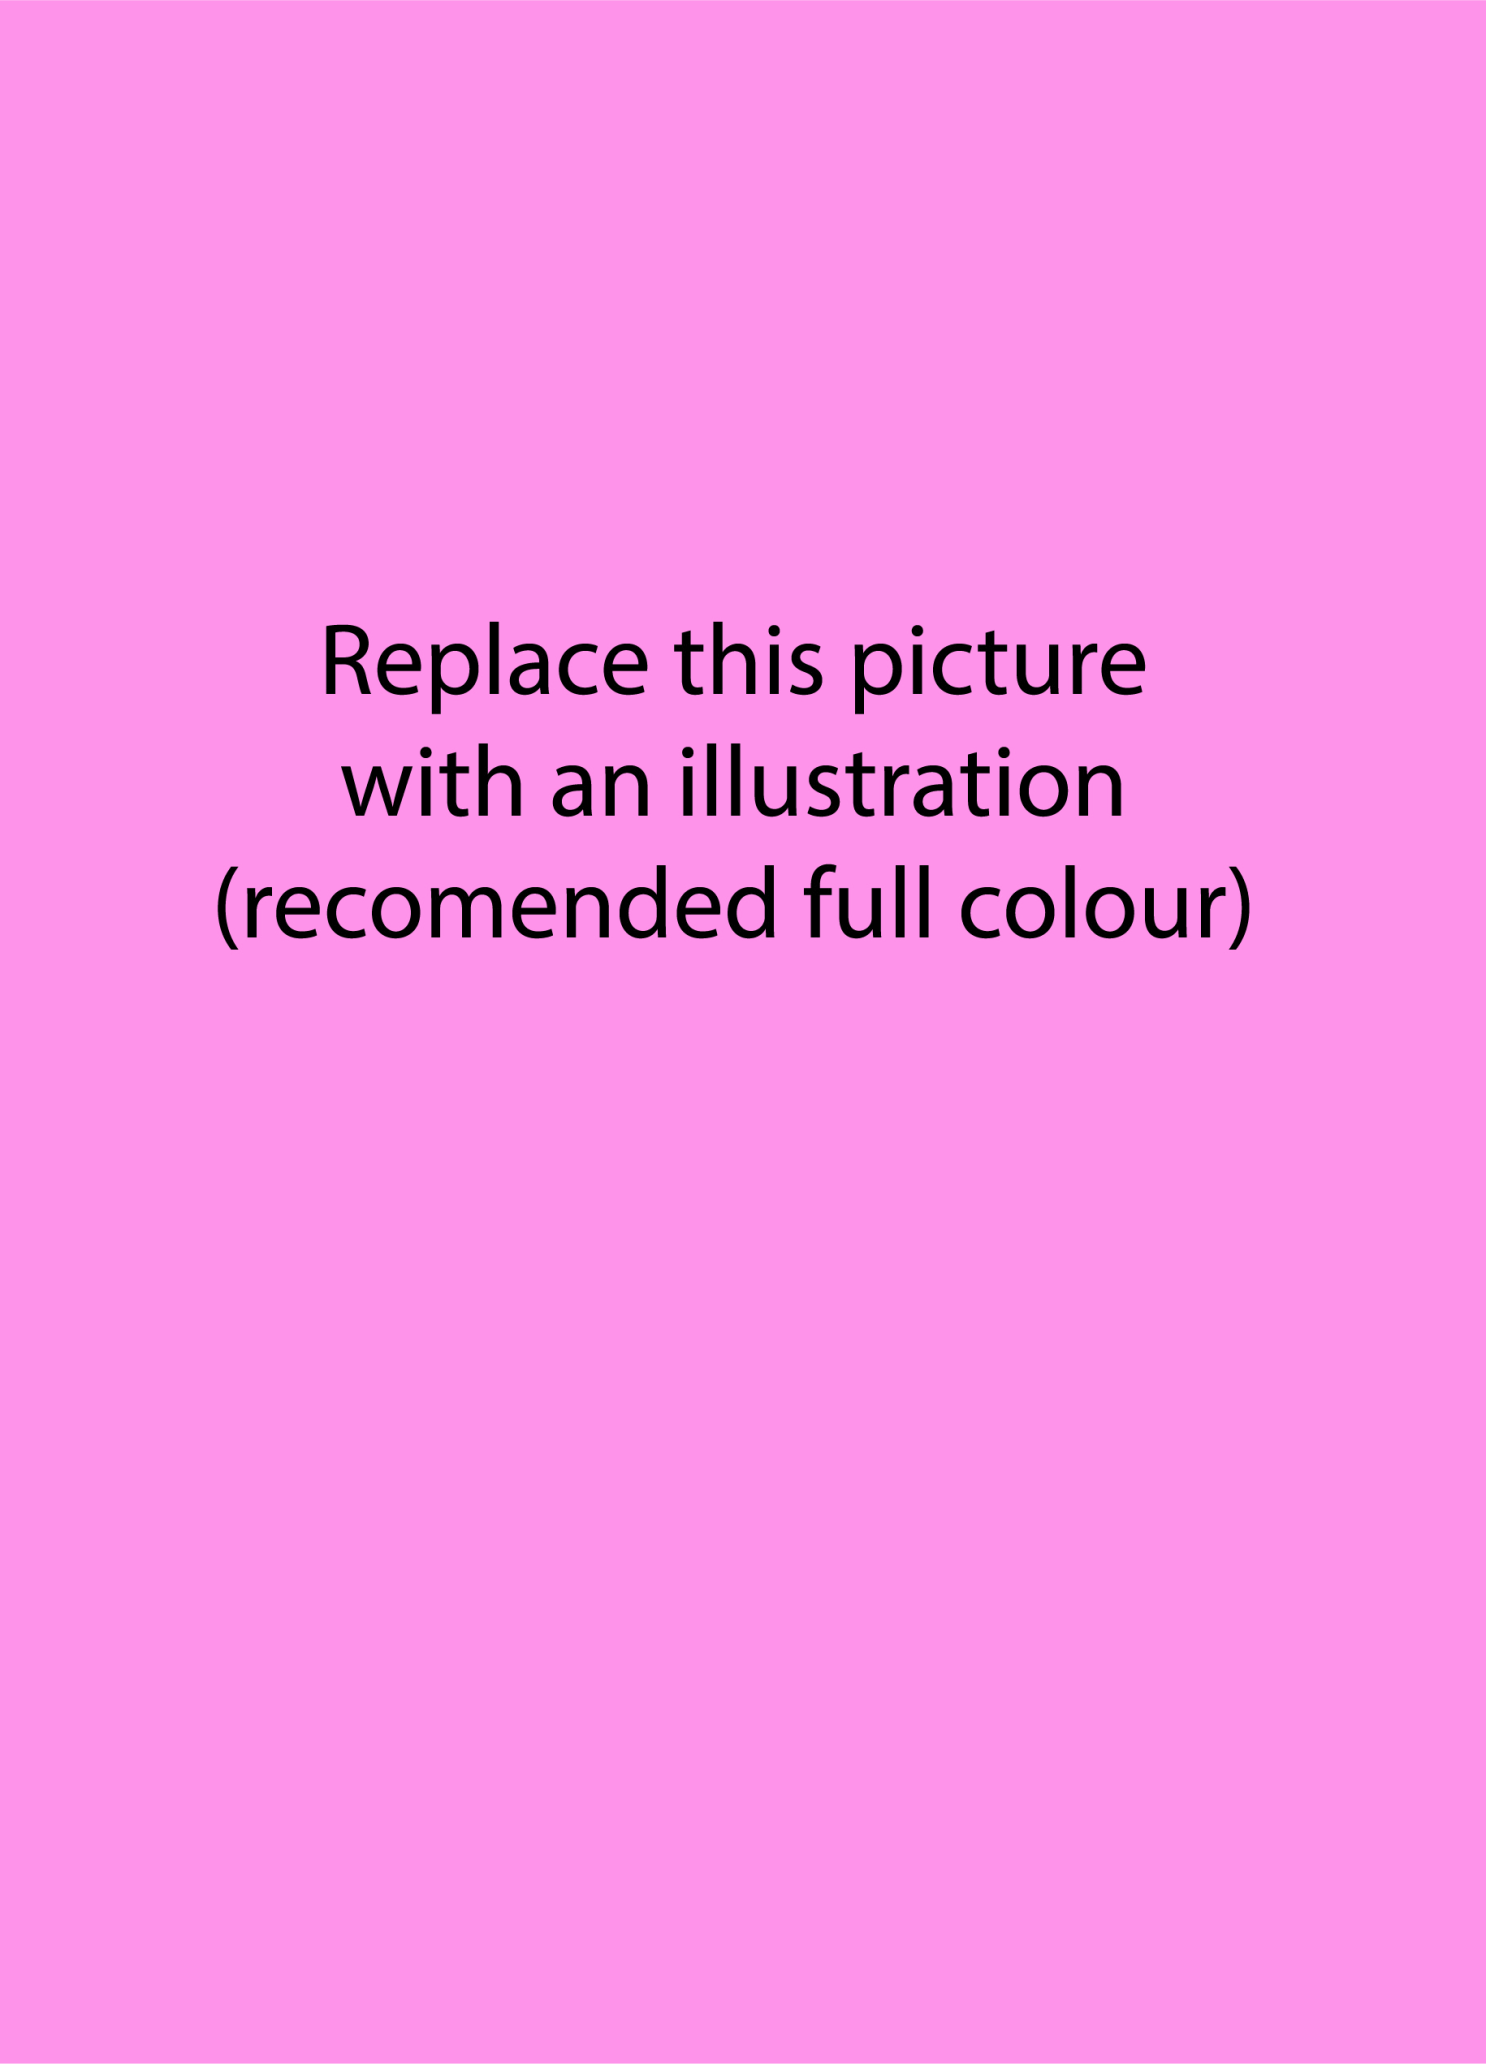 Replace this picture
with an illustration
(recomended full colour)